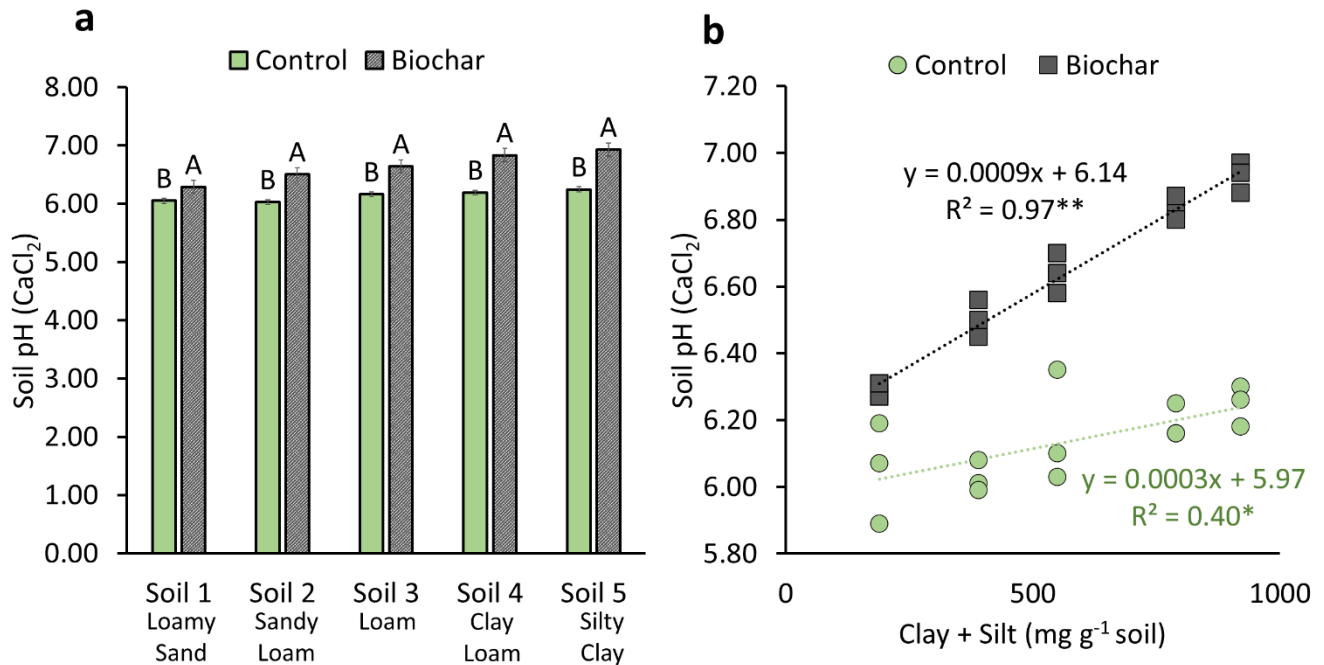 a
Control Biochar
8.00
7.00
6.00
5.00
4.00
3.00
2.00
1.00
0.00
Soil pH (CaCl₂)
B A B A B A B A B A
Soil 1 Soil 2 Soil 3 Soil 4 Soil 5
Loamy Sandy Loam Clay Silty
Sand Loam Loam Clay
b
Control Biochar
7.20
7.00
6.80
6.60
6.40
6.20
6.00
5.80
Soil pH (CaCl₂)
y = 0.0009x + 6.14
R² = 0.97**
y = 0.0003x + 5.97
R² = 0.40*
0 500 1000
Clay + Silt (mg g⁻¹ soil)